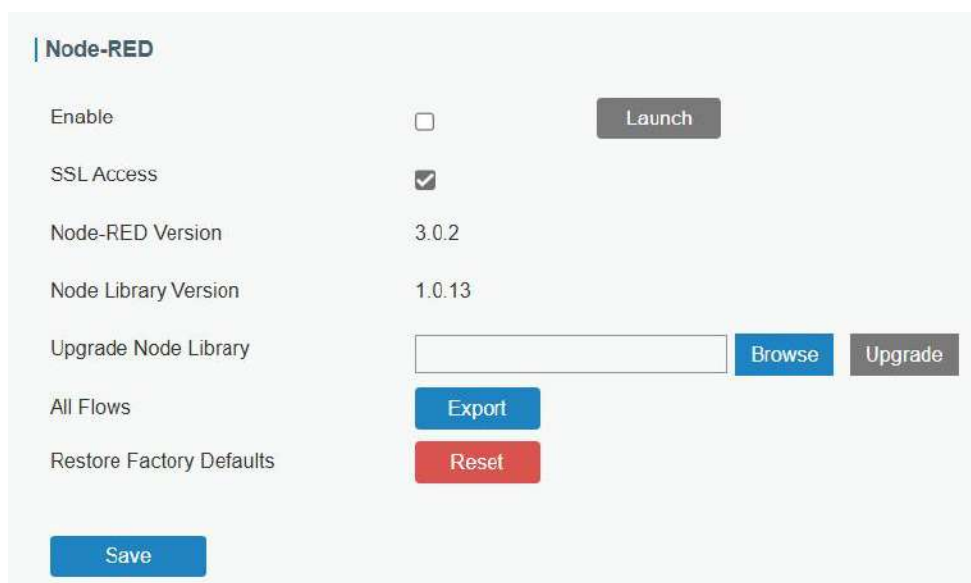 Node-RED
Enable Launch
SSL Access
Node-RED Version 3.0.2
Node Library Version 1.0.13
Upgrade Node Library Browse Upgrade
All Flows Export
Restore Factory Defaults Reset
Save